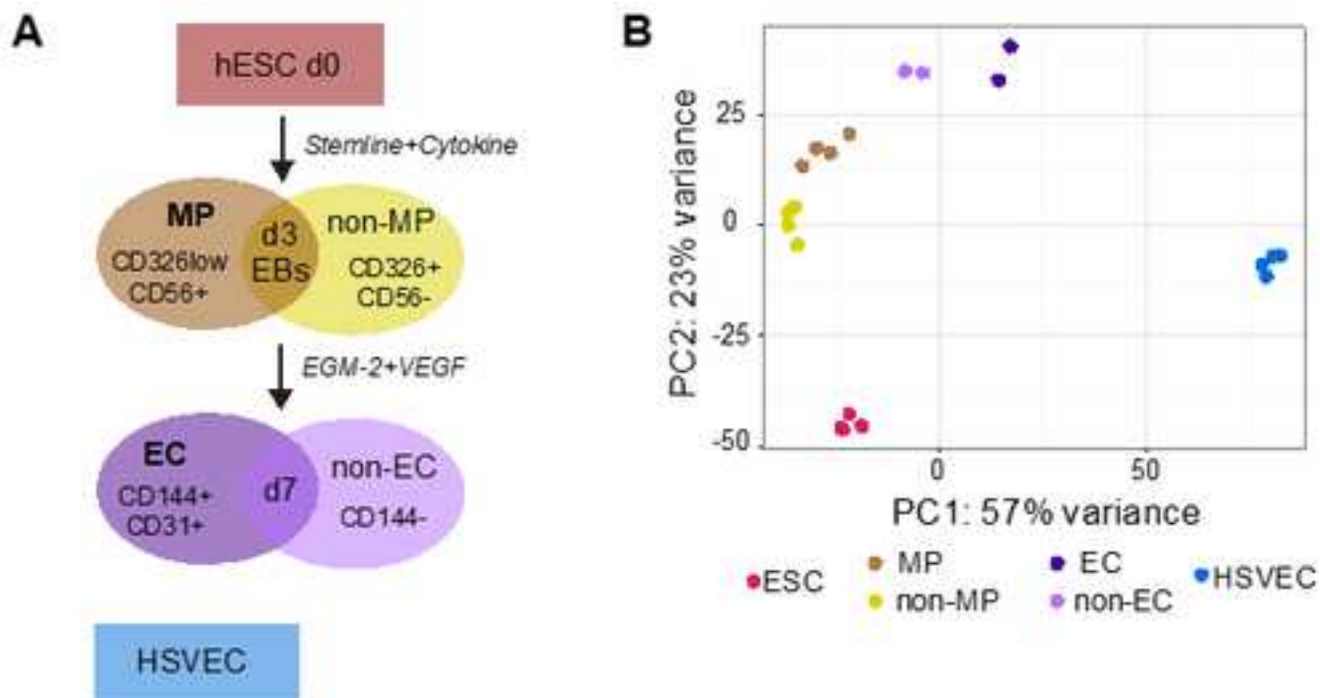 A
hESC d0
Stemline+Cytokine
MP
CD326low
CD56+
d3
EBs
non-MP
CD326+
CD56-
EGM-2+VEGF
EC
CD144+
CD31+
d7
non-EC
CD144-
HSVEC
B
PC2: 23% variance
25
0
-25
-50
0
50
PC1: 57% variance
ESC
MP
non-MP
EC
non-EC
HSVEC